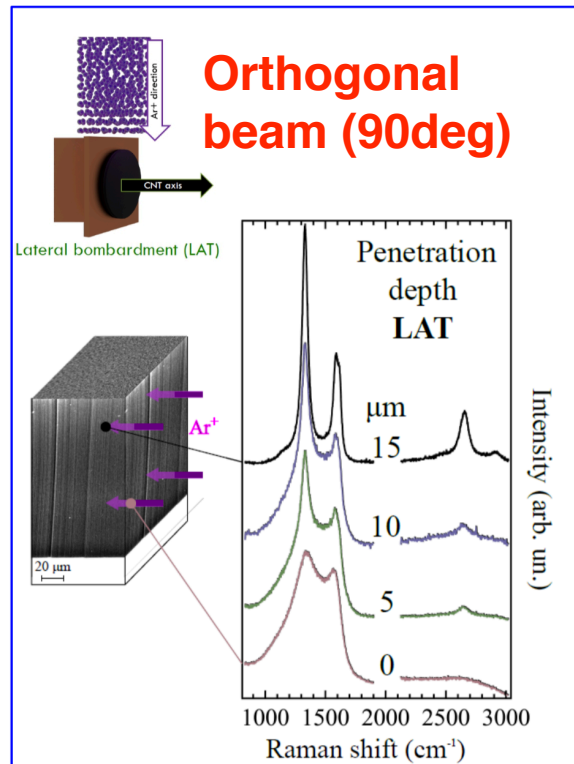 Orthogonal
beam (90deg)
Ar+ direction
CNT axis
Lateral bombardment (LAT)
Penetration
depth
LAT
μm
15
10
5
0
Ar⁺
20 μm
Intensity (arb. un.)
1000 1500 2000 2500 3000
Raman shift (cm⁻¹)